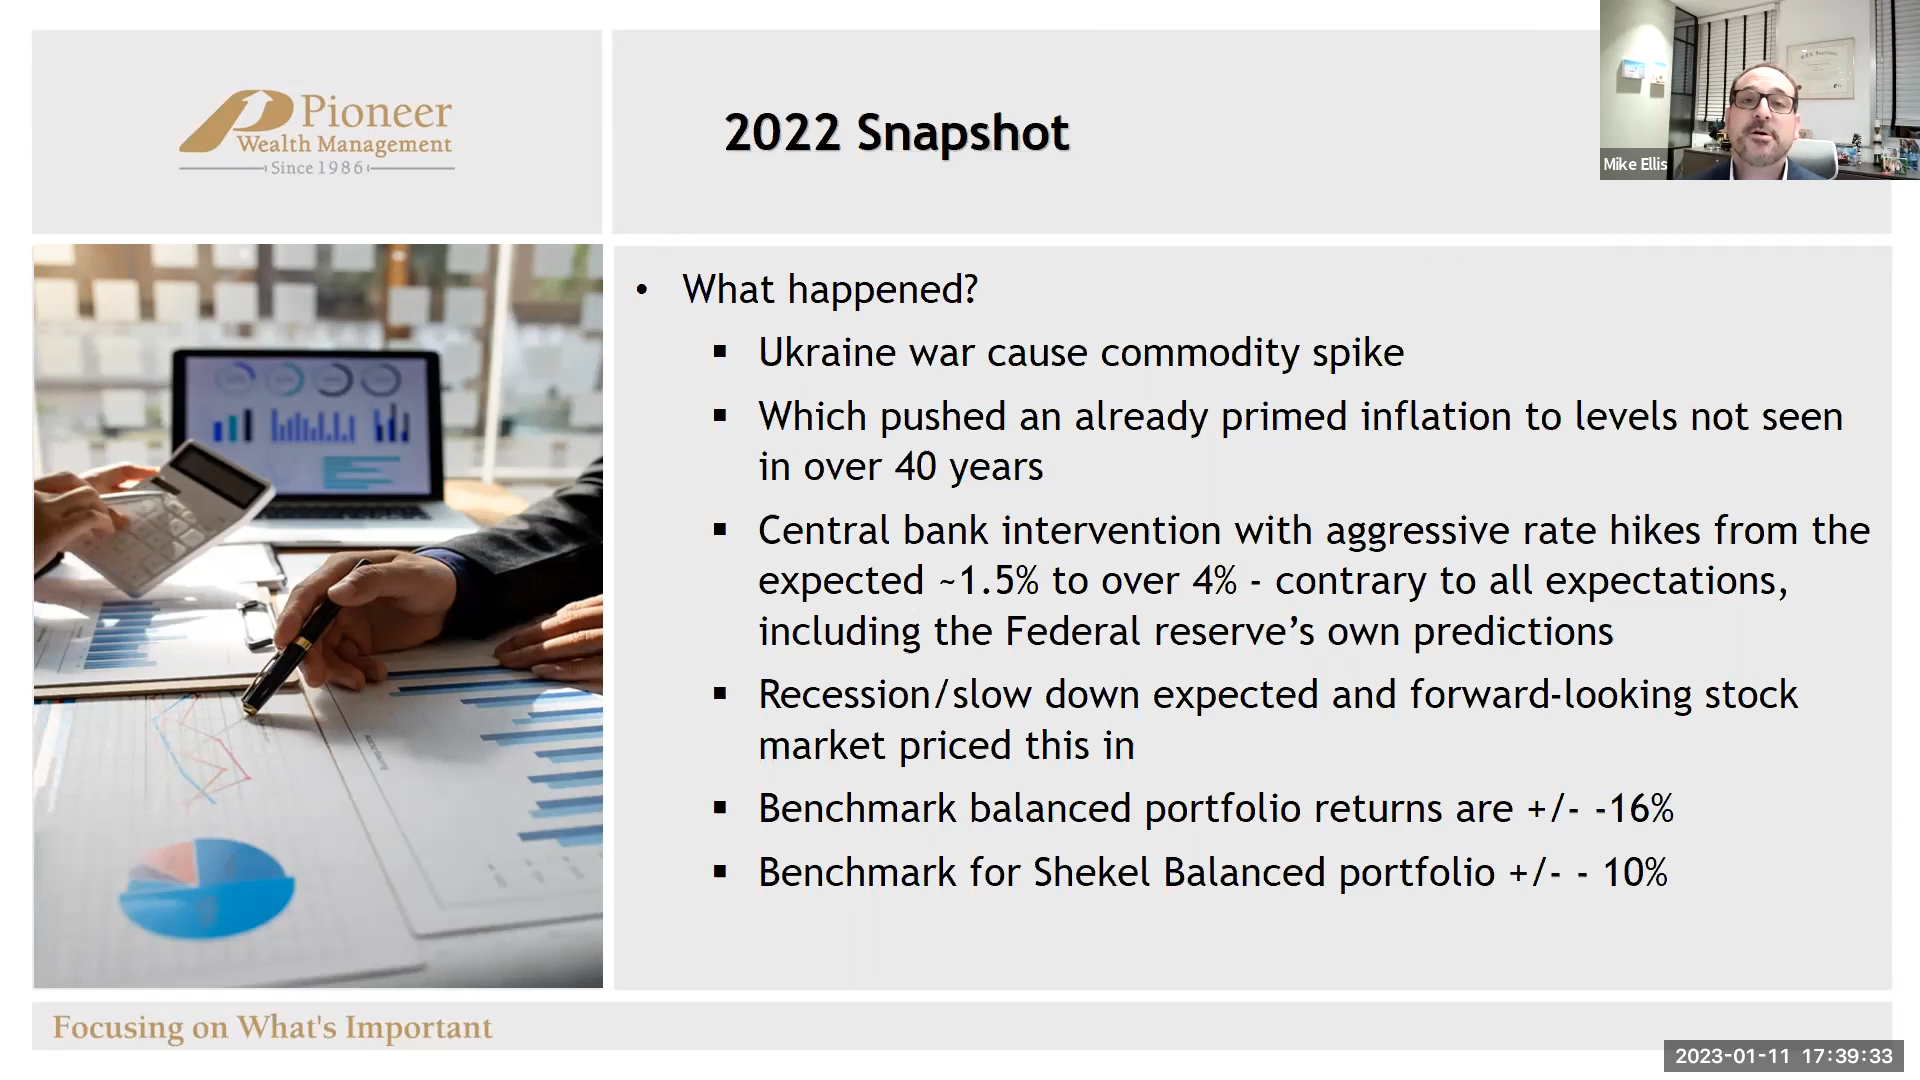 Pioneer
Wealth Management
Since 1986
2022 Snapshot
Mike Ellis
• What happened?
▪ Ukraine war cause commodity spike
▪ Which pushed an already primed inflation to levels not seen
in over 40 years
▪ Central bank intervention with aggressive rate hikes from the
expected ~1.5% to over 4% - contrary to all expectations,
including the Federal reserve’s own predictions
▪ Recession/slow down expected and forward-looking stock
market priced this in
▪ Benchmark balanced portfolio returns are +/- -16%
▪ Benchmark for Shekel Balanced portfolio +/- - 10%
Focusing on What's Important
2023-01-11 17:39:33